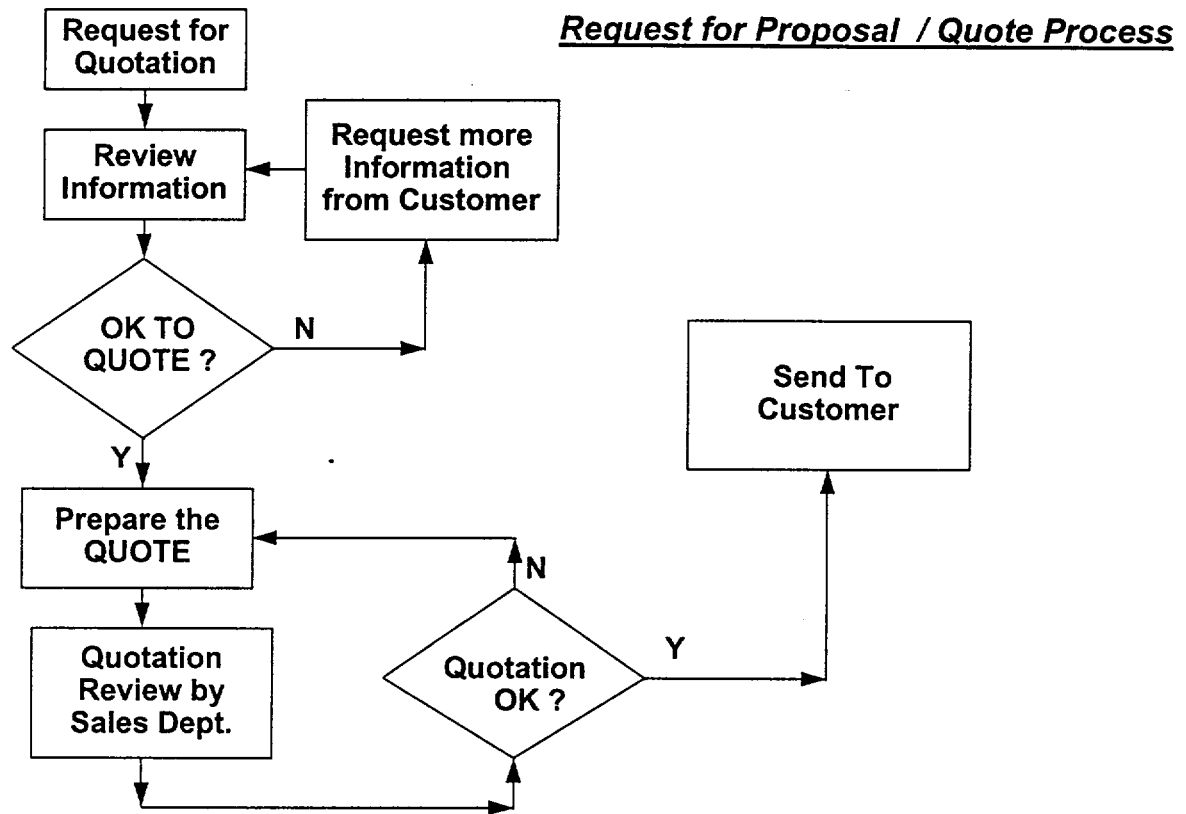 Request for Proposal / Quote Process
Request for
Quotation
Review
Information
Request more
Information
from Customer
OK TO
QUOTE ?
N
Y
Send To
Customer
Prepare the
QUOTE
N
Quotation
Review by
Sales Dept.
Quotation
OK ?
Y